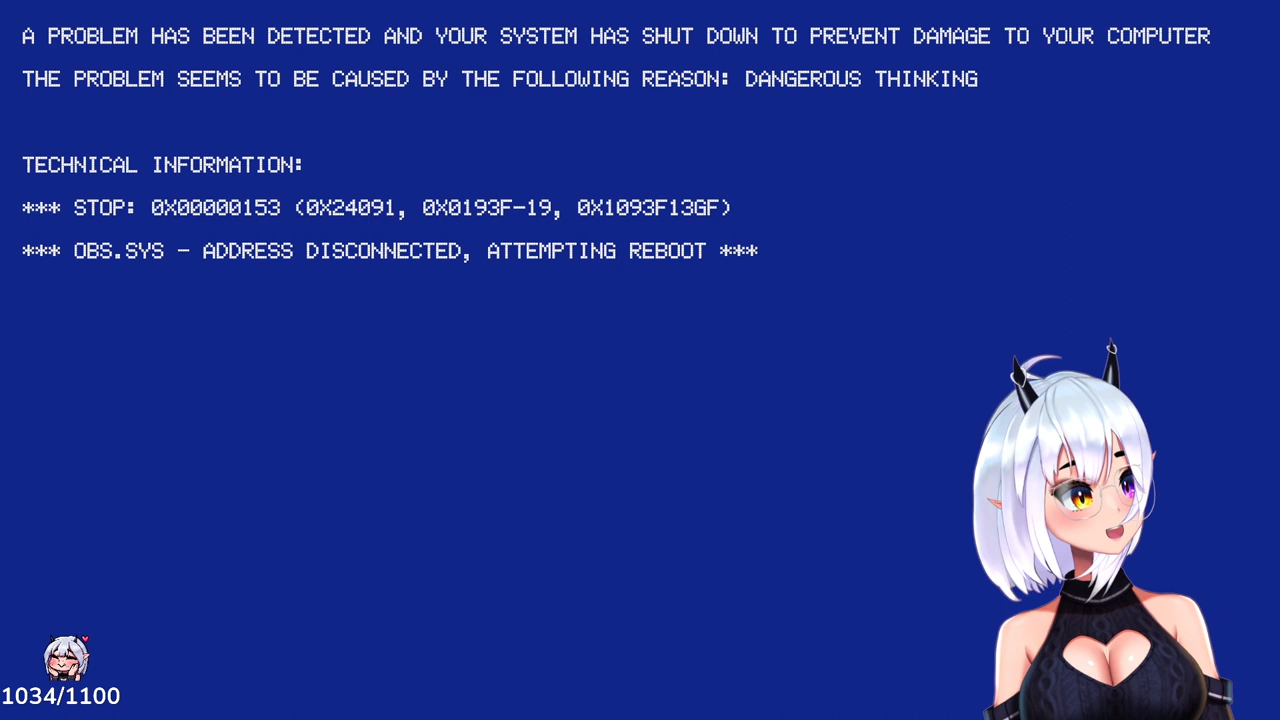 A PROBLEM HAS BEEN DETECTED AND YOUR SYSTEM HAS SHUT DOWN TO PREVENT DAMAGE TO YOUR COMPUTER
THE PROBLEM SEEMS TO BE CAUSED BY THE FOLLOWING REASON: DANGEROUS THINKING
TECHNICAL INFORMATION:
*** STOP: 0X00000153 (0X24091, 0X0193F-19, 0X1093F13GF)
*** OBS.SYS - ADDRESS DISCONNECTED, ATTEMPTING REBOOT ***
1034/1100